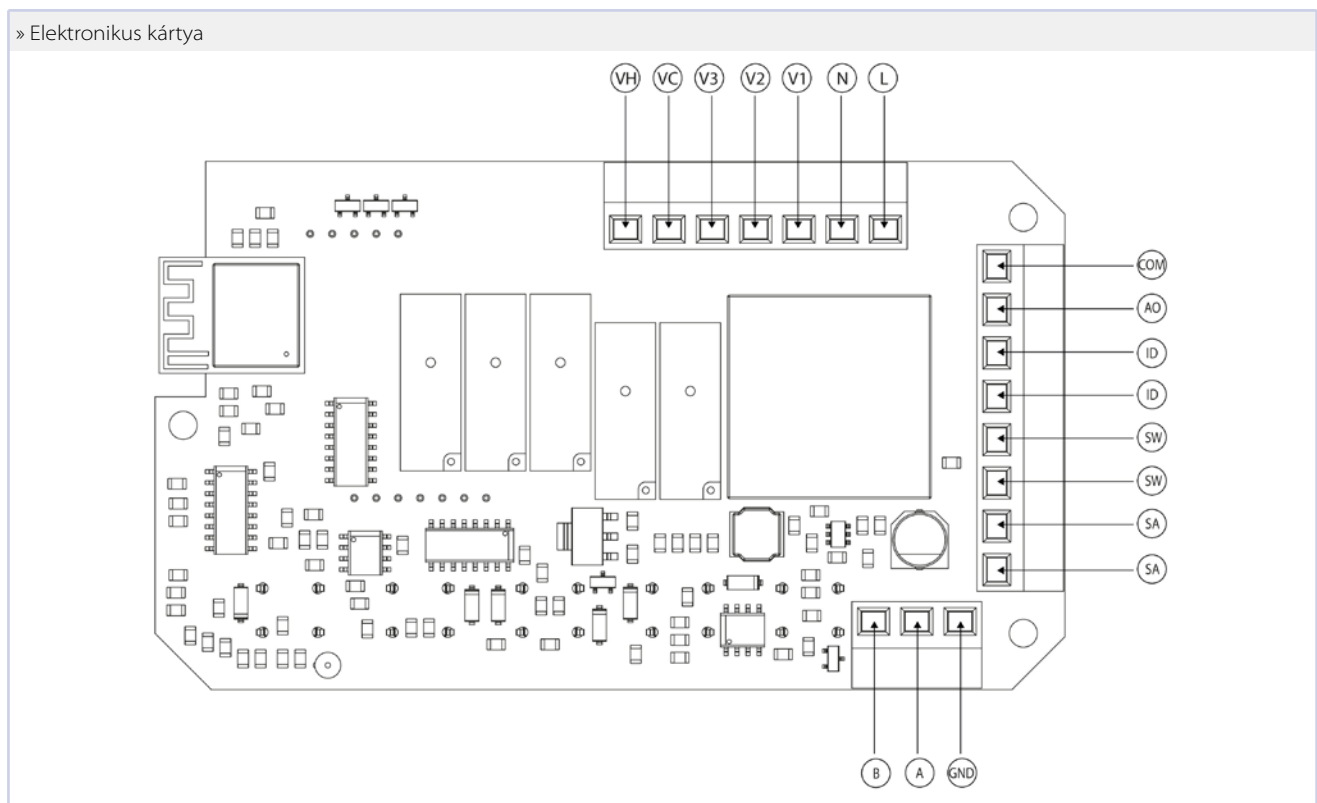 » Elektronikus kártya
VH VC V3 V2 V1 N L
COM
AO
ID
ID
SW
SW
SA
SA
B A GND